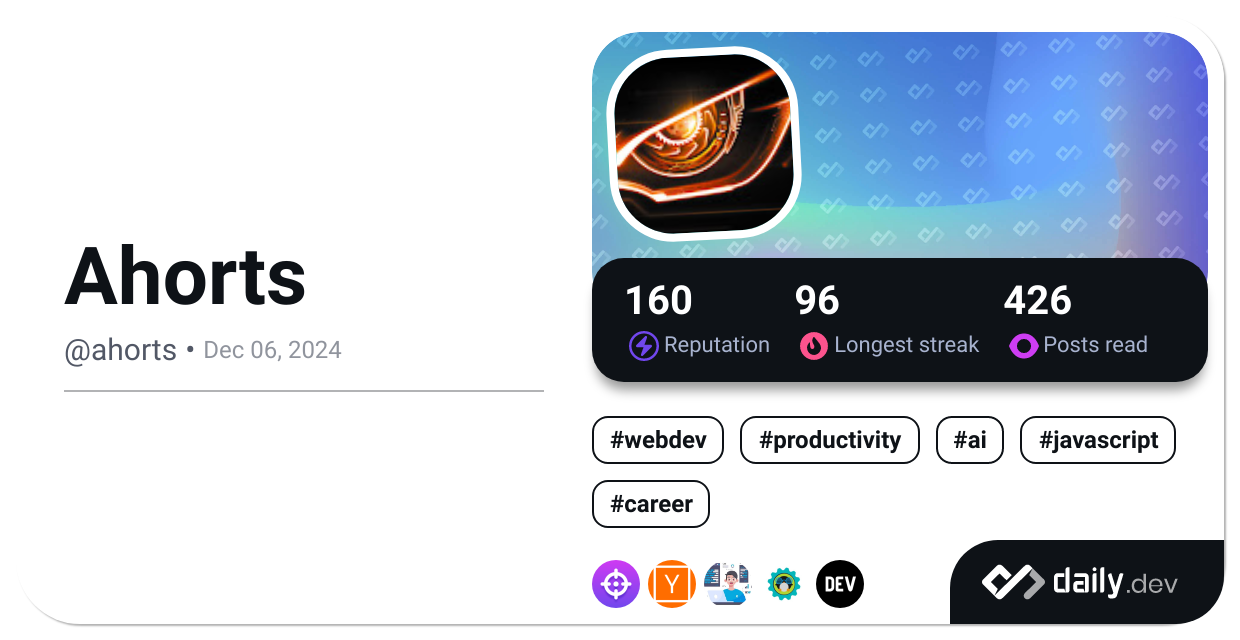 Ahorts
@ahorts • Dec 06, 2024
160 96 426
Reputation Longest streak Posts read
#webdev #productivity #ai #javascript
#career
Y DEV
daily.dev